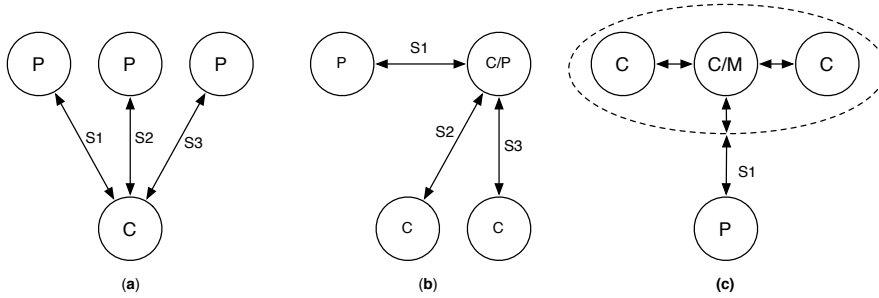 P P P
S1 S2 S3
C
(a)
P S1 C/P
S2 S3
C C
(b)
C C/M C
S1
P
(c)